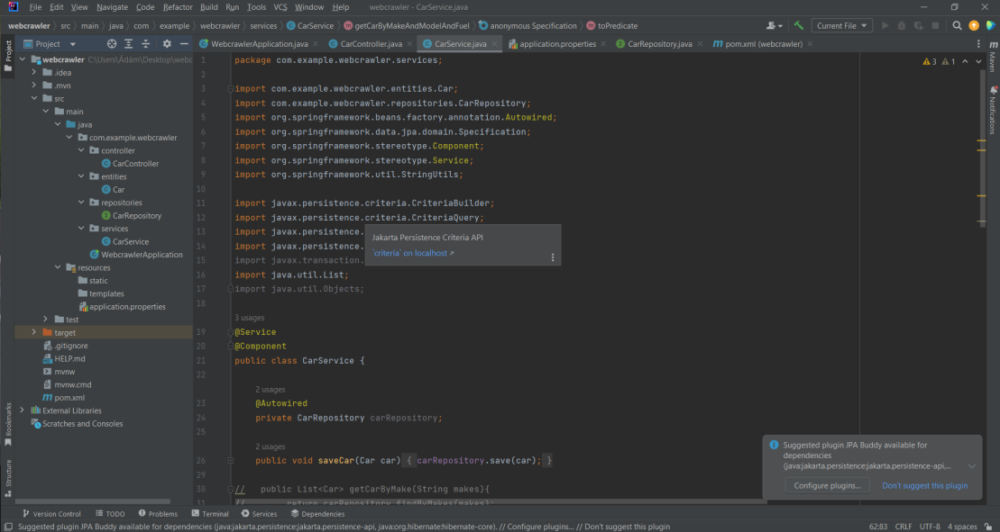 File Edit View Navigate Code Refactor Build Run Tools VCS Window Help webcrawler - CarService.java
webcrawler src main java com example webcrawler services CarService getCarByMakeAndModelAndFuel anonymous Specification toPredicate Current File
Project WebcrawlerApplication.java CarController.java CarService.java application.properties CarRepository.java pom.xml (webcrawler)
Project
Bookmarks
Structure
webcrawler C:\Users\Ádám\Desktop\webc
.idea
.mvn
src
main
java
com.example.webcrawler
controller
CarController
entities
Car
repositories
CarRepository
services
CarService
WebcrawlerApplication
resources
static
templates
application.properties
test
target
.gitignore
HELP.md
mvnw
mvnw.cmd
pom.xml
External Libraries
Scratches and Consoles
1 package com.example.webcrawler.services;
2
3 import com.example.webcrawler.entities.Car;
4 import com.example.webcrawler.repositories.CarRepository;
5 import org.springframework.beans.factory.annotation.Autowired;
6 import org.springframework.data.jpa.domain.Specification;
7 import org.springframework.stereotype.Component;
8 import org.springframework.stereotype.Service;
9 import org.springframework.util.StringUtils;
10
11 import javax.persistence.criteria.CriteriaBuilder;
12 import javax.persistence.criteria.CriteriaQuery;
13 import javax.persistence.
14 import javax.persistence.
15 import javax.transaction.
16 import java.util.List;
17 import java.util.Objects;
18
3 usages
19 @Service
20 @Component
21 public class CarService {
22
2 usages
23 @Autowired
24 private CarRepository carRepository;
25
2 usages
26 public void saveCar(Car car) { carRepository.save(car); }
29
30 // public List<Car> getCarByMake(String makes){
31 // return carRepository.findByMakes(makes);
Jakarta Persistence Criteria API
`criteria` on localhost
3 1
m
Maven
Notifications
Suggested plugin JPA Buddy available for
dependencies
(java:jakarta.persistence:jakarta.persistence-api,...
Configure plugins... Don't suggest this plugin
Version Control TODO Problems Terminal Services Dependencies
Suggested plugin JPA Buddy available for dependencies (java:jakarta.persistence:jakarta.persistence-api, java:org.hibernate:hibernate-core). // Configure plugins... // Don't suggest this plugin 62:83 CRLF UTF-8 4 spaces